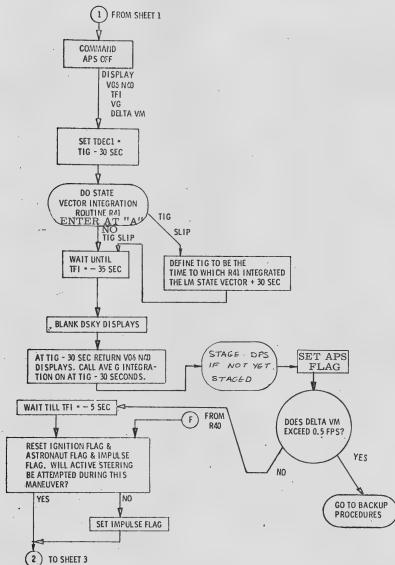 1 FROM SHEET 1
COMMAND
APS OFF
DISPLAY
V06 N40
TFI
VG
DELTA VM
SET TDEC1 =
TIG - 30 SEC
DO STATE
VECTOR INTEGRATION
ROUTINE R41
ENTER AT "A"
NO
TIG SLIP
TIG
SLIP
WAIT UNTIL
TFI = - 35 SEC
DEFINE TIG TO BE THE
TIME TO WHICH R41 INTEGRATED
THE LM STATE VECTOR + 30 SEC
BLANK DSKY DISPLAYS
AT TIG - 30 SEC RETURN V06 N40
DISPLAYS. CALL AVE G INTEGRA-
TION ON AT TIG - 30 SECONDS.
STAGE DPS
IF NOT YET
STAGED
SET APS
FLAG
WAIT TILL TFI = - 5 SEC
F FROM
R40
DOES DELTA VM
EXCEED 0.5 FPS?
NO
YES
RESET IGNITION FLAG &
ASTRONAUT FLAG & IMPULSE
FLAG. WILL ACTIVE STEERING
BE ATTEMPTED DURING THIS
MANEUVER?
YES
NO
GO TO BACKUP
PROCEDURES
SET IMPULSE FLAG
2 TO SHEET 3